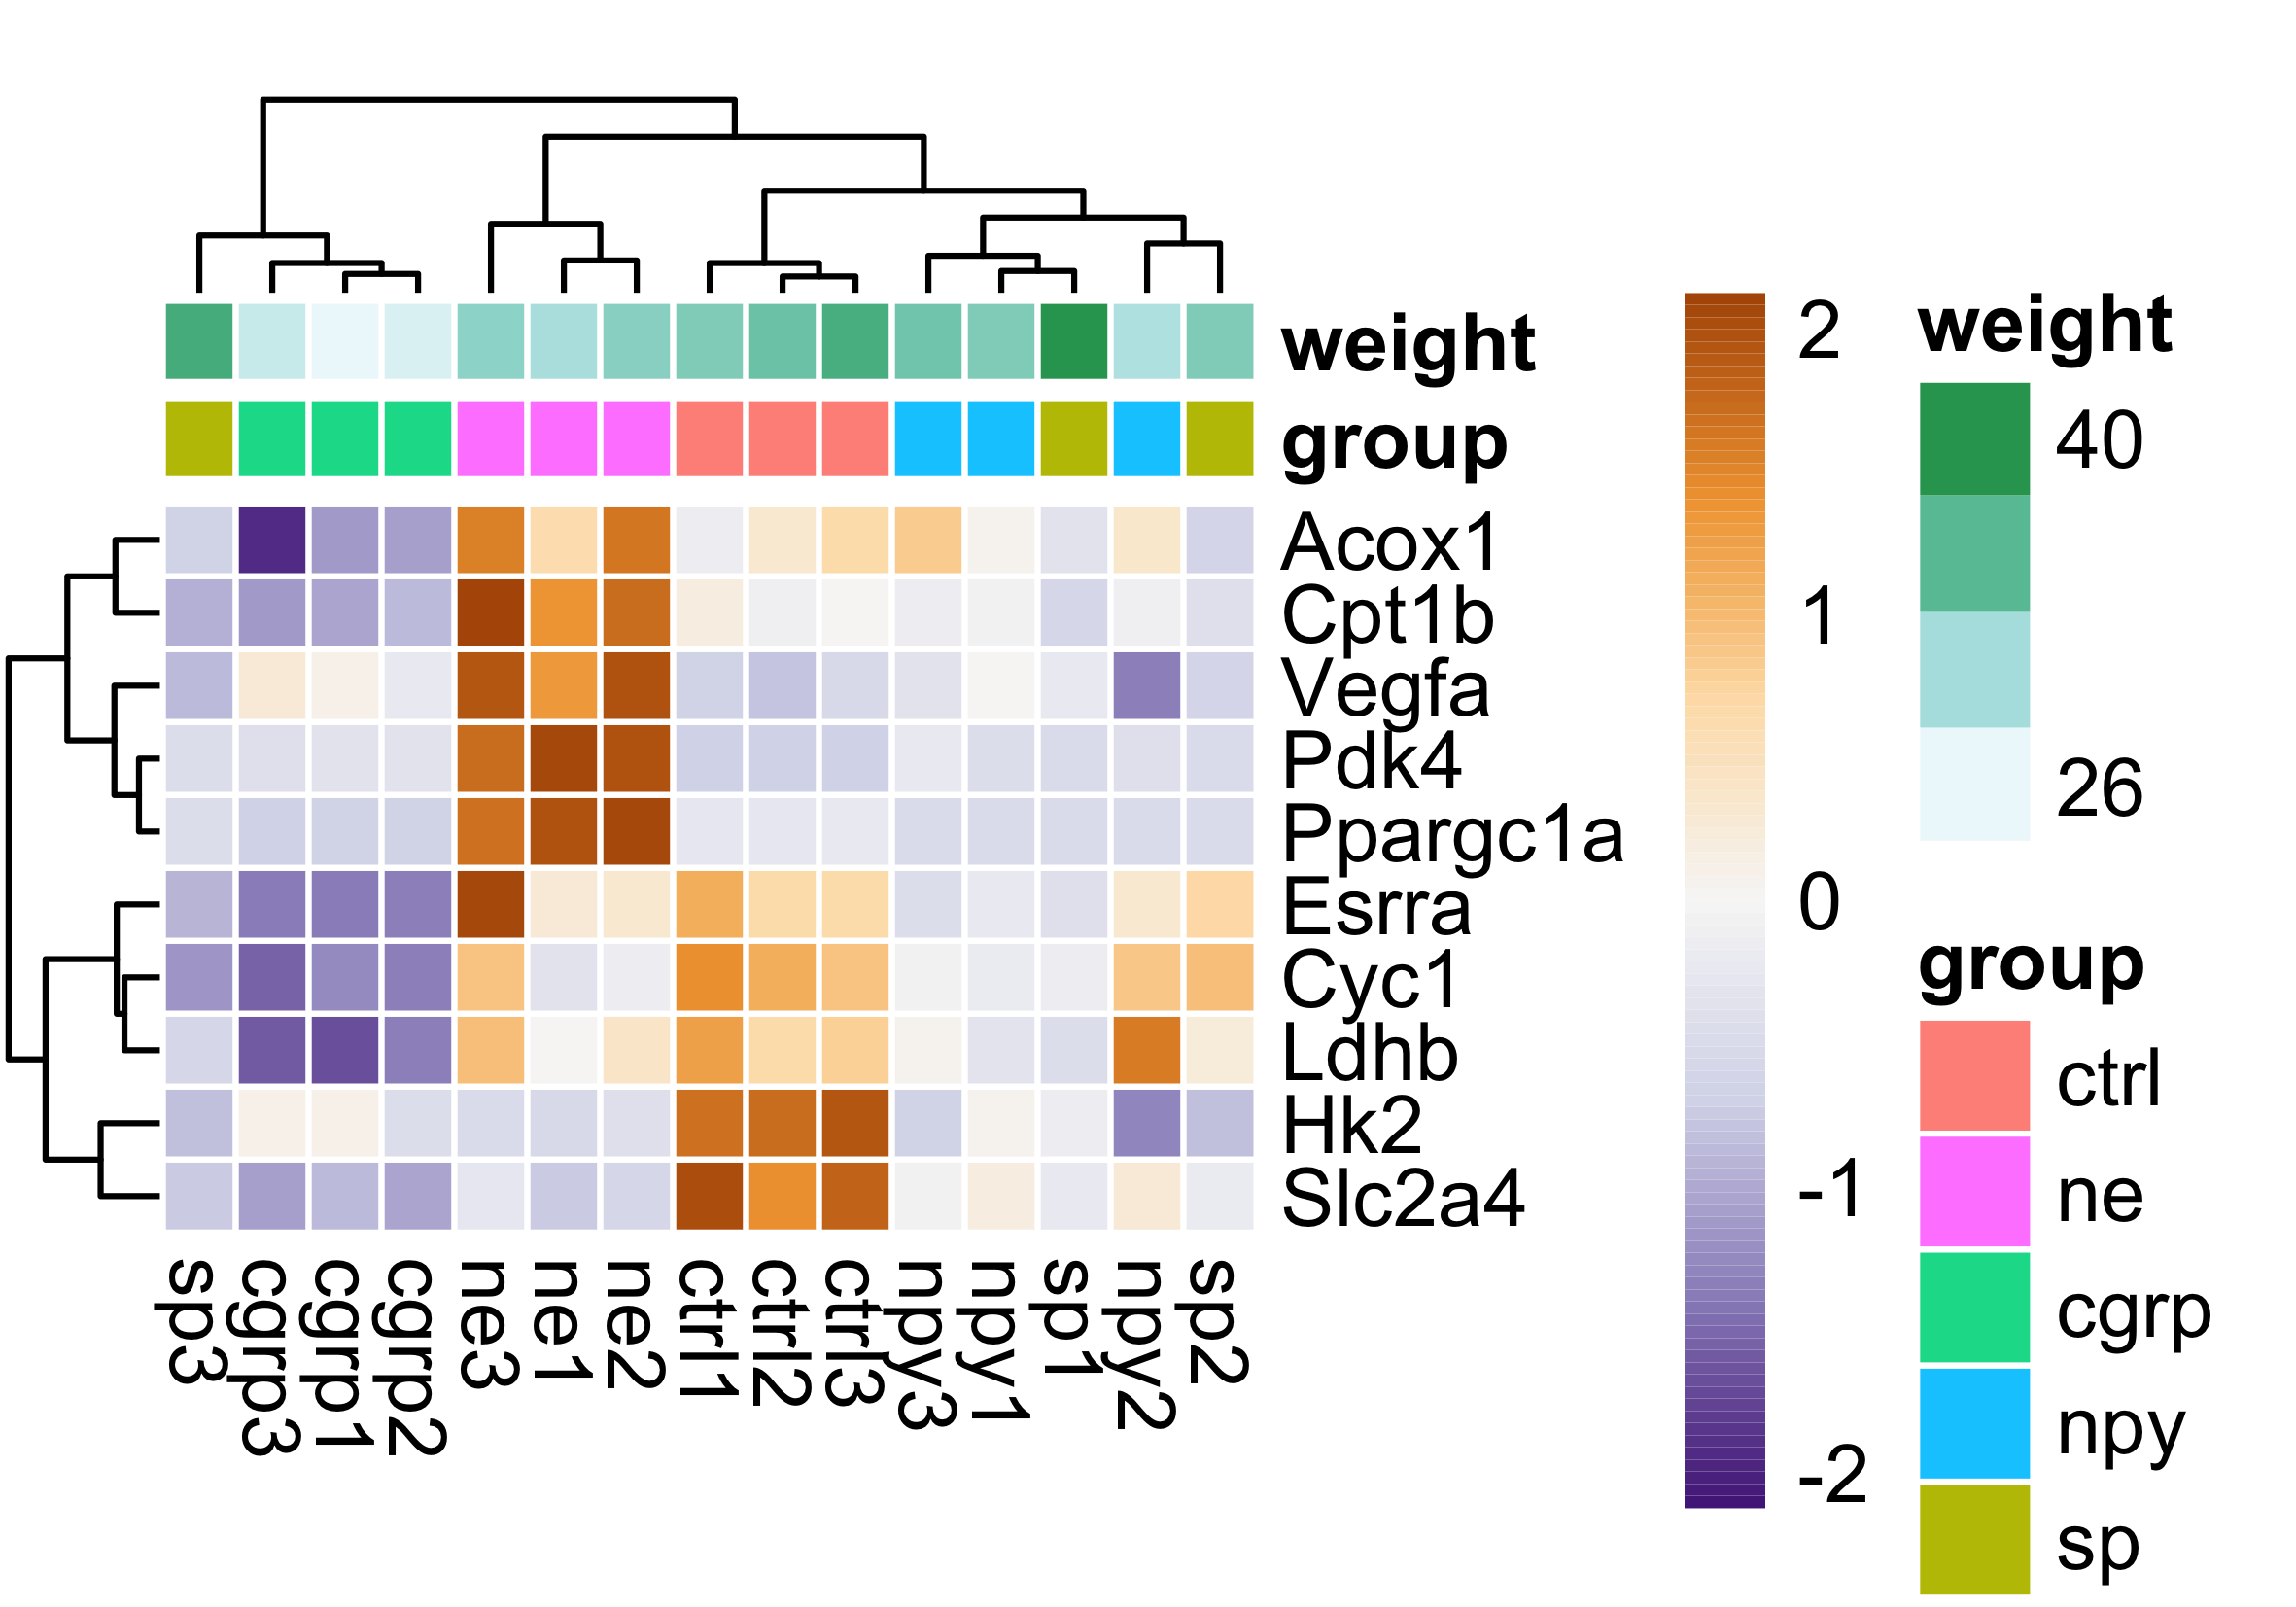 weight
group
Acox1
Cpt1b
Vegfa
Pdk4
Ppargc1a
Esrra
Cyc1
Ldhb
Hk2
Slc2a4
sp3
cgrp3
cgrp1
cgrp2
ne3
ne1
ne2
ctrl1
ctrl2
ctrl3
npy3
npy1
sp1
npy2
sp2
2
1
0
-1
-2
weight
40
26
group
ctrl
ne
cgrp
npy
sp